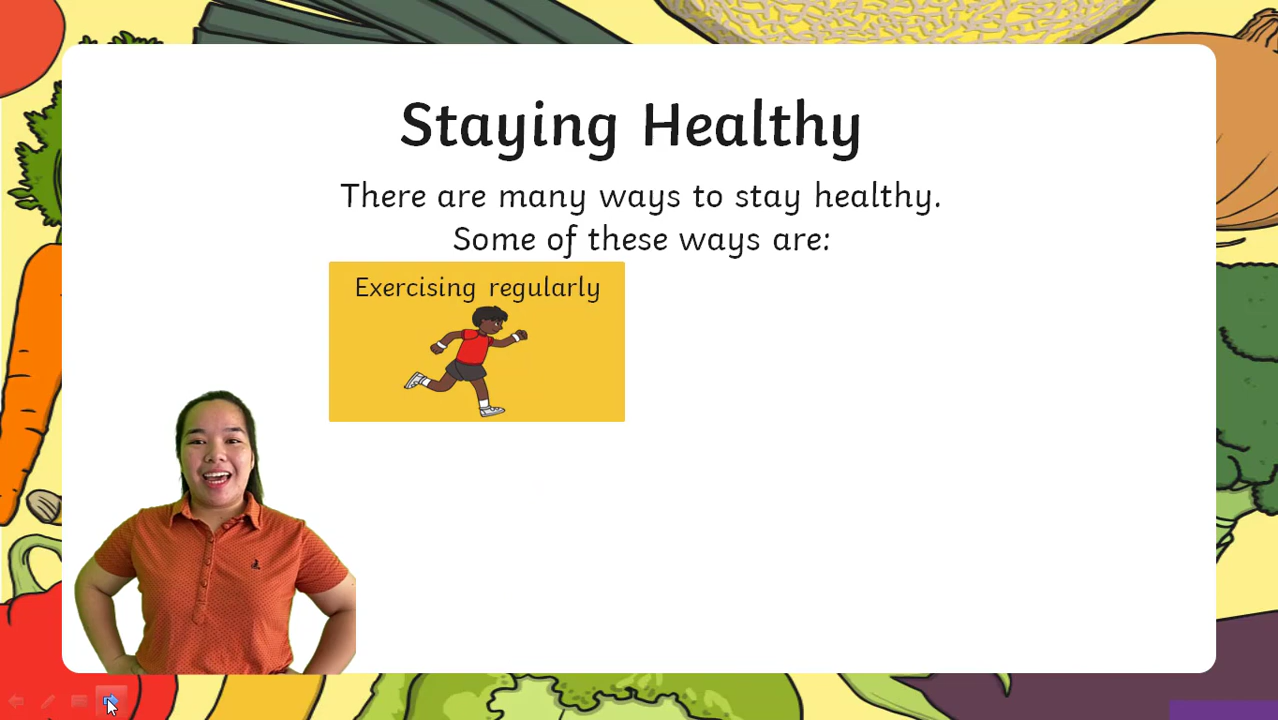 Staying Healthy
There are many ways to stay healthy.
Some of these ways are:
Exercising regularly